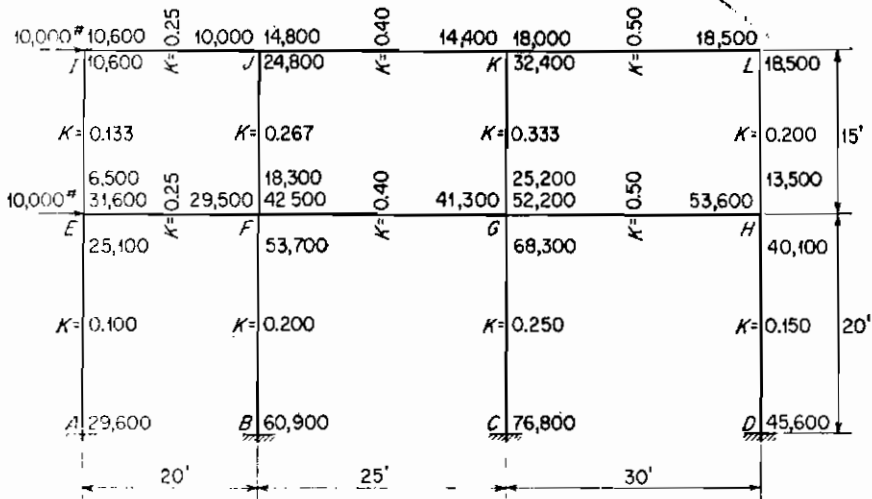 10,000# 10,600 K=0.25 10,000 14,800 K=0.40 14,400 18,000 K=0.50 18,500
I 10,600 J 24,800 K 32,400 L 18,500
K= 0.133 K= 0.267 K= 0.333 K= 0.200 15'
6,500 18,300 25,200 13,500
10,000# 31,600 K=0.25 29,500 42 500 K=0.40 41,300 52,200 K=0.50 53,600
E F G H
25,100 53,700 68,300 40,100
K= 0.100 K= 0.200 K= 0.250 K= 0.150 20'
A 29,600 B 60,900 C 76,800 D 45,600
20' 25' 30'